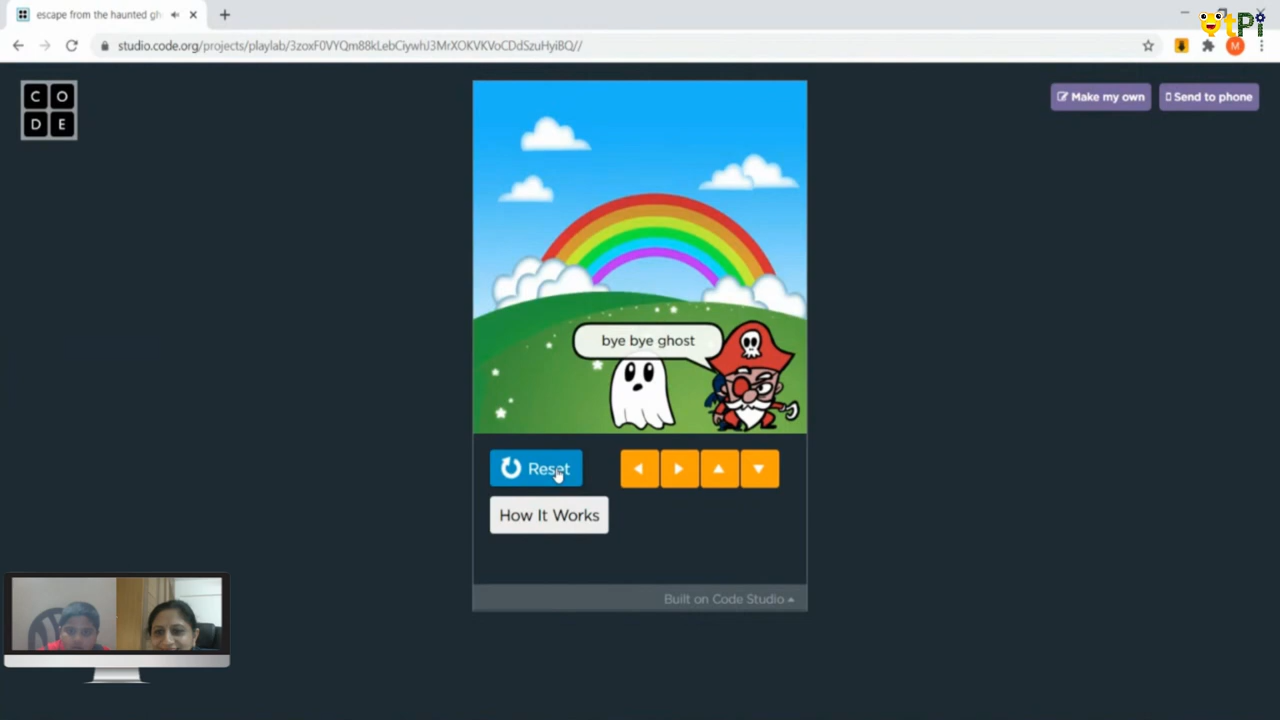 escape from the haunted gh
studio.code.org/projects/playlab/3zoxF0VYQm88kLebCiywhJ3MrXOKVKVoCDdSzuHyiBQ//
M
C O
D E
Make my own
Send to phone
bye bye ghost
Reset
How It Works
Built on Code Studio